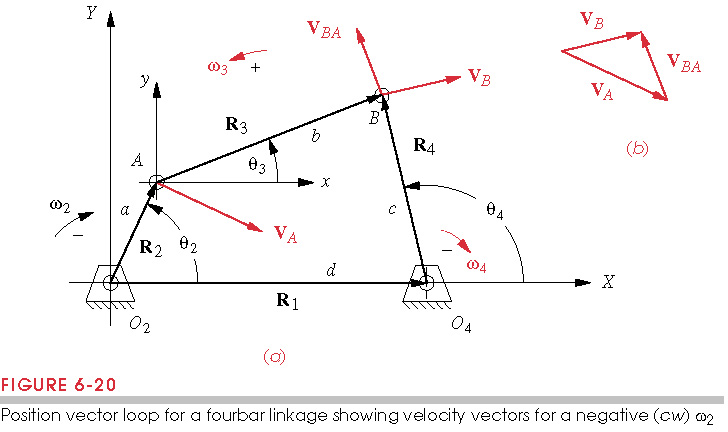 Y
V_BA
ω3 +
V_B
y
R3
b
B
R4
A
θ3
x
ω2
−
a
V_A
c
θ4
R2
θ2
−
ω4
d
X
R1
O2
O4
(a)
V_B
V_BA
V_A
(b)
FIGURE 6-20
Position vector loop for a fourbar linkage showing velocity vectors for a negative (cw) ω2